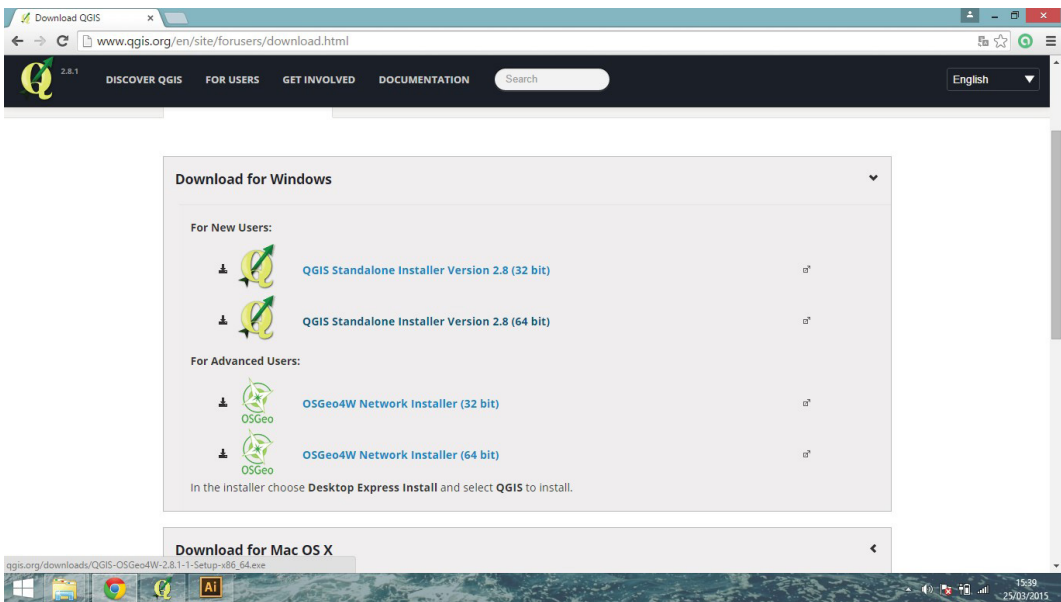 Download QGIS
www.qgis.org/en/site/forusers/download.html
2.8.1
DISCOVER QGIS FOR USERS GET INVOLVED DOCUMENTATION Search English
Download for Windows
For New Users:
QGIS Standalone Installer Version 2.8 (32 bit)
QGIS Standalone Installer Version 2.8 (64 bit)
For Advanced Users:
OSGeo
OSGeo4W Network Installer (32 bit)
OSGeo
OSGeo4W Network Installer (64 bit)
In the installer choose Desktop Express Install and select QGIS to install.
Download for Mac OS X
qgis.org/downloads/QGIS-OSGeo4W-2.8.1-1-Setup-x86_64.exe
Ai
15:39
25/03/2015